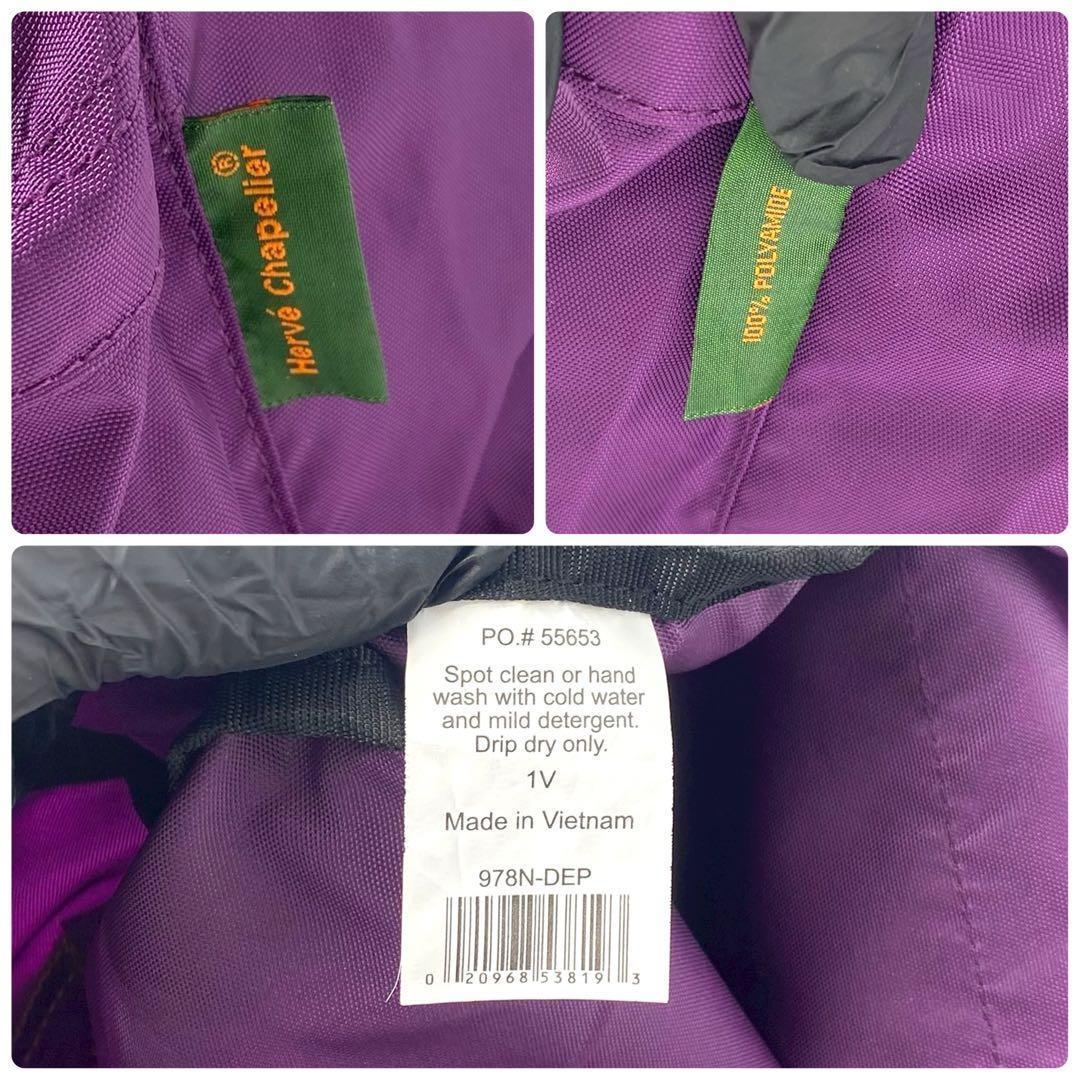 Hervé Chapelier®
100% POLYAMIDE
PO.# 55653
Spot clean or hand
wash with cold water
and mild detergent.
Drip dry only.
1V
Made in Vietnam
978N-DEP
0 20968 53819 3